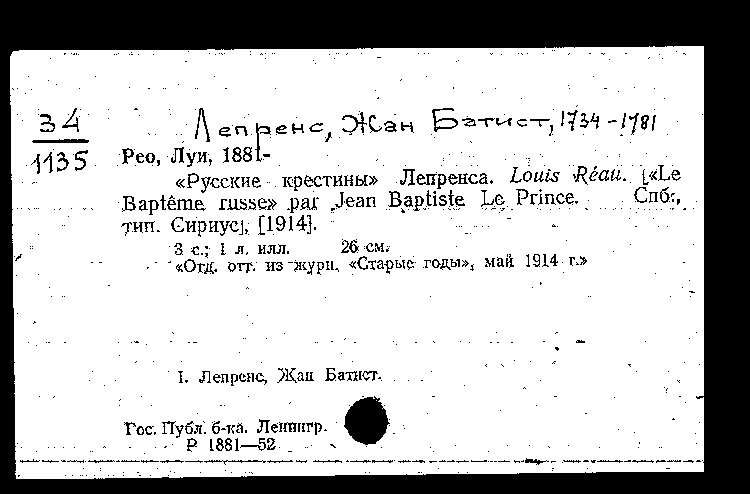 34
1135
Лепренс, Жан Батист, 1734-1781
Рео, Луи, 1881-
«Русские крестины» Лепренса. Louis Réau. [«Le
Baptême russe» par Jean Baptiste Le Prince. Спб.,
тип. Сириус], [1914].
3 с.; 1 л. илл. 26 см.
«Отд. отт. из журн. «Старые годы», май 1914 г.»
I. Лепренс, Жан Батист.
Гос. Публ. б-ка. Ленингр.
Р 1881—52